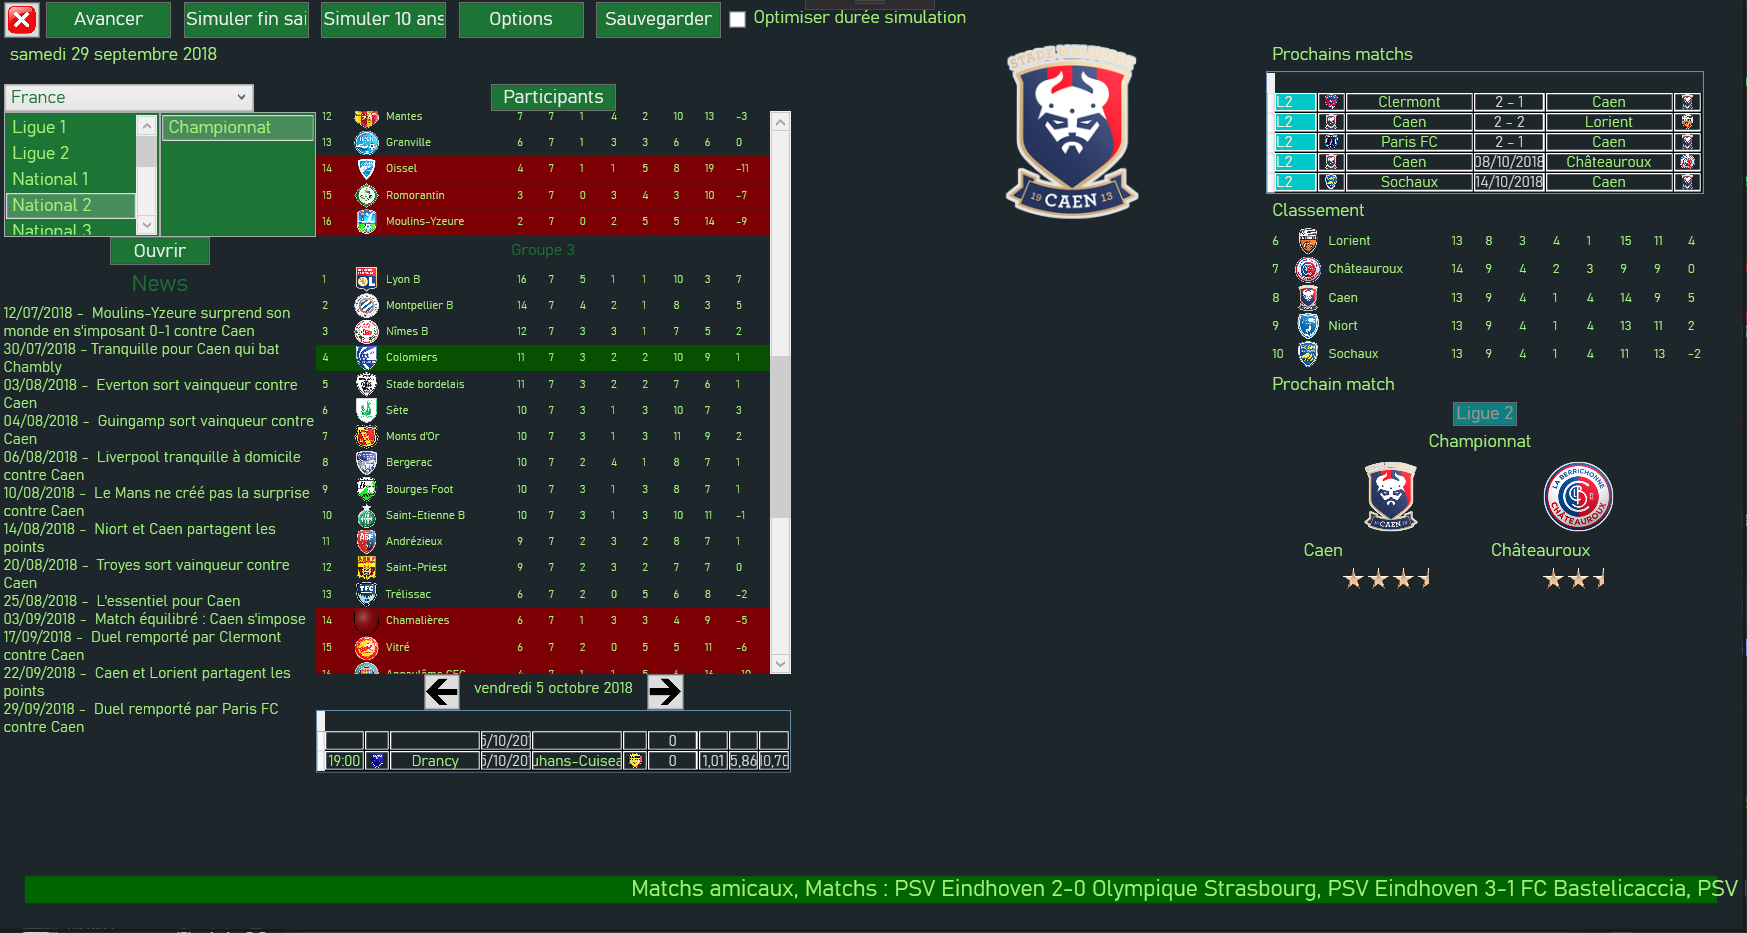 Avancer
Simuler fin sai
Simuler 10 ans
Options
Sauvegarder
Optimiser durée simulation
samedi 29 septembre 2018
France
Ligue 1
Ligue 2
National 1
National 2
National 3
Championnat
Ouvrir
News
12/07/2018 - Moulins-Yzeure surprend son
monde en s'imposant 0-1 contre Caen
30/07/2018 - Tranquille pour Caen qui bat
Chambly
03/08/2018 - Everton sort vainqueur contre
Caen
04/08/2018 - Guingamp sort vainqueur contre
Caen
06/08/2018 - Liverpool tranquille à domicile
contre Caen
10/08/2018 - Le Mans ne créé pas la surprise
contre Caen
14/08/2018 - Niort et Caen partagent les
points
20/08/2018 - Troyes sort vainqueur contre
Caen
25/08/2018 - L'essentiel pour Caen
03/09/2018 - Match équilibré : Caen s'impose
17/09/2018 - Duel remporté par Clermont
contre Caen
22/09/2018 - Caen et Lorient partagent les
points
29/09/2018 - Duel remporté par Paris FC
contre Caen
Participants
12 Mantes 7 7 1 4 2 10 13 -3
13 Granville 6 7 1 3 3 6 6 0
14 Oissel 4 7 1 1 5 8 19 -11
15 Romorantin 3 7 0 3 4 3 10 -7
16 Moulins-Yzeure 2 7 0 2 5 5 14 -9
Groupe 3
1 Lyon B 16 7 5 1 1 10 3 7
2 Montpellier B 14 7 4 2 1 8 3 5
3 Nîmes B 12 7 3 3 1 7 5 2
4 Colomiers 11 7 3 2 2 10 9 1
5 Stade bordelais 11 7 3 2 2 7 6 1
6 Sète 10 7 3 1 3 10 7 3
7 Monts d'Or 10 7 3 1 3 11 9 2
8 Bergerac 10 7 2 4 1 8 7 1
9 Bourges Foot 10 7 3 1 3 8 7 1
10 Saint-Etienne B 10 7 3 1 3 10 11 -1
11 Andrézieux 9 7 2 3 2 8 7 1
12 Saint-Priest 9 7 2 3 2 7 7 0
13 Trélissac 6 7 2 0 5 6 8 -2
14 Chamalières 6 7 1 3 3 4 9 -5
15 Vitré 6 7 2 0 5 5 11 -6
vendredi 5 octobre 2018
5/10/201 0
19:00 Drancy 5/10/201 uhans-Cuisea 0 1,01 5,86 10,70
STADE MALHERBE
19 CAEN 13
Prochains matchs
L2 Clermont 2 - 1 Caen
L2 Caen 2 - 2 Lorient
L2 Paris FC 2 - 1 Caen
L2 Caen 08/10/2018 Châteauroux
L2 Sochaux 14/10/2018 Caen
Classement
6 Lorient 13 8 3 4 1 15 11 4
7 Châteauroux 14 9 4 2 3 9 9 0
8 Caen 13 9 4 1 4 14 9 5
9 Niort 13 9 4 1 4 13 11 2
10 Sochaux 13 9 4 1 4 11 13 -2
Prochain match
Ligue 2
Championnat
CAEN
LA BERRICHONNE
CHÂTEAUROUX
Caen
Châteauroux
Matchs amicaux, Matchs : PSV Eindhoven 2-0 Olympique Strasbourg, PSV Eindhoven 3-1 FC Bastelicaccia, PSV